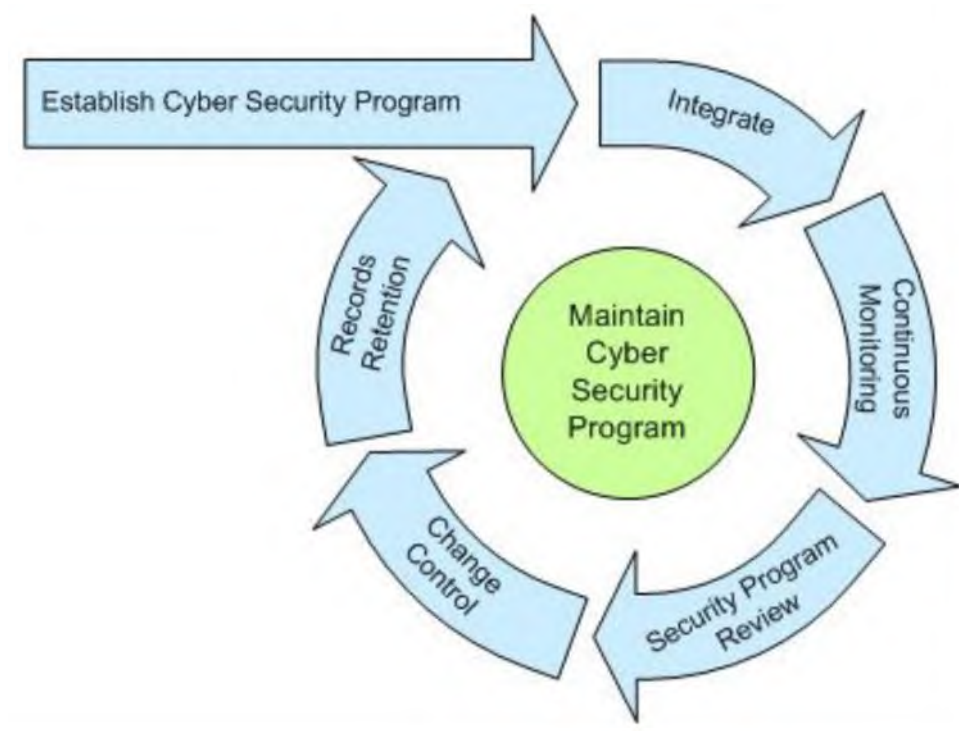 Establish Cyber Security Program
Integrate
Continuous
Monitoring
Security Program
Review
Change
Control
Records
Retention
Maintain
Cyber
Security
Program